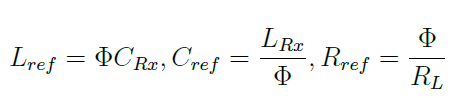 $L_{ref} = \Phi C_{Rx}, C_{ref} = \frac{L_{Rx}}{\Phi}, R_{ref} = \frac{\Phi}{R_L}$